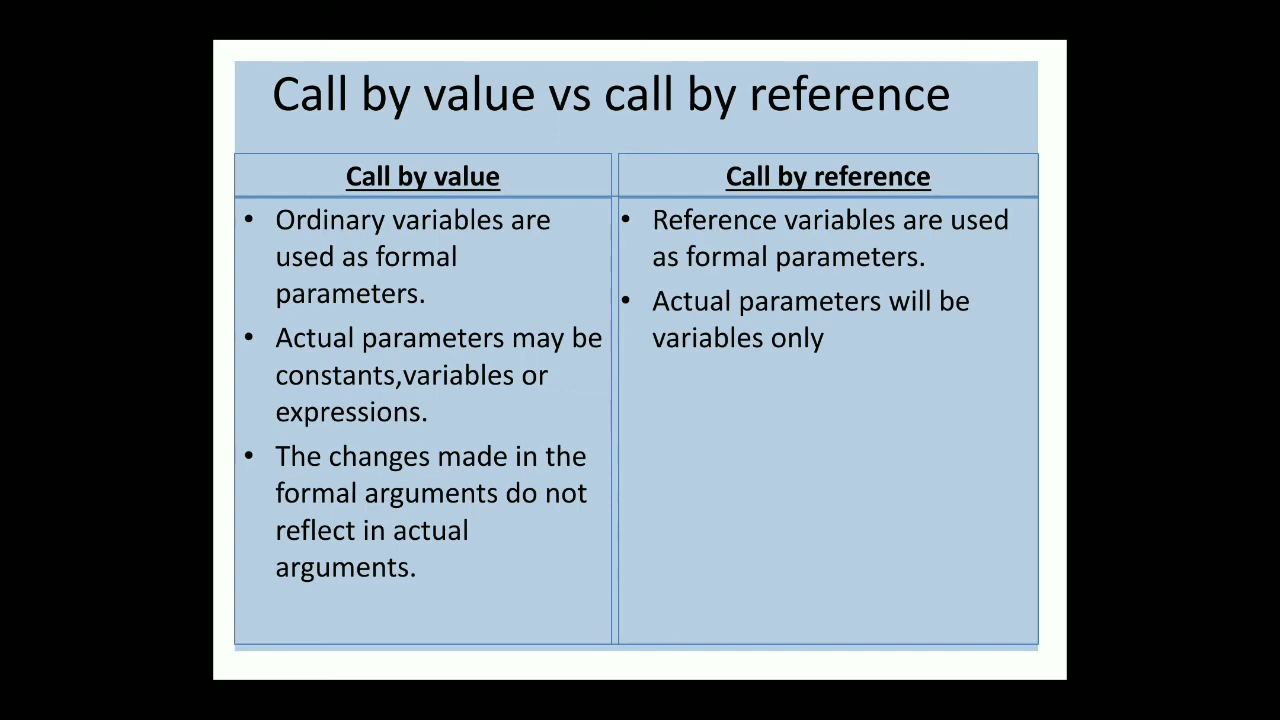 Call by value vs call by reference
Call by value
• Ordinary variables are
used as formal
parameters.
• Actual parameters may be
constants,variables or
expressions.
• The changes made in the
formal arguments do not
reflect in actual
arguments.
Call by reference
• Reference variables are used
as formal parameters.
• Actual parameters will be
variables only